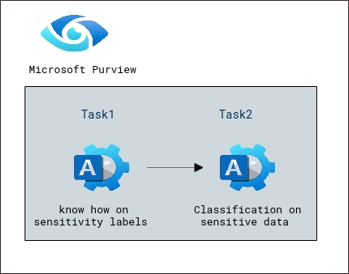 Microsoft Purview
Task1
Task2
A
A
know how on
sensitivity labels
Classification on
sensitive data